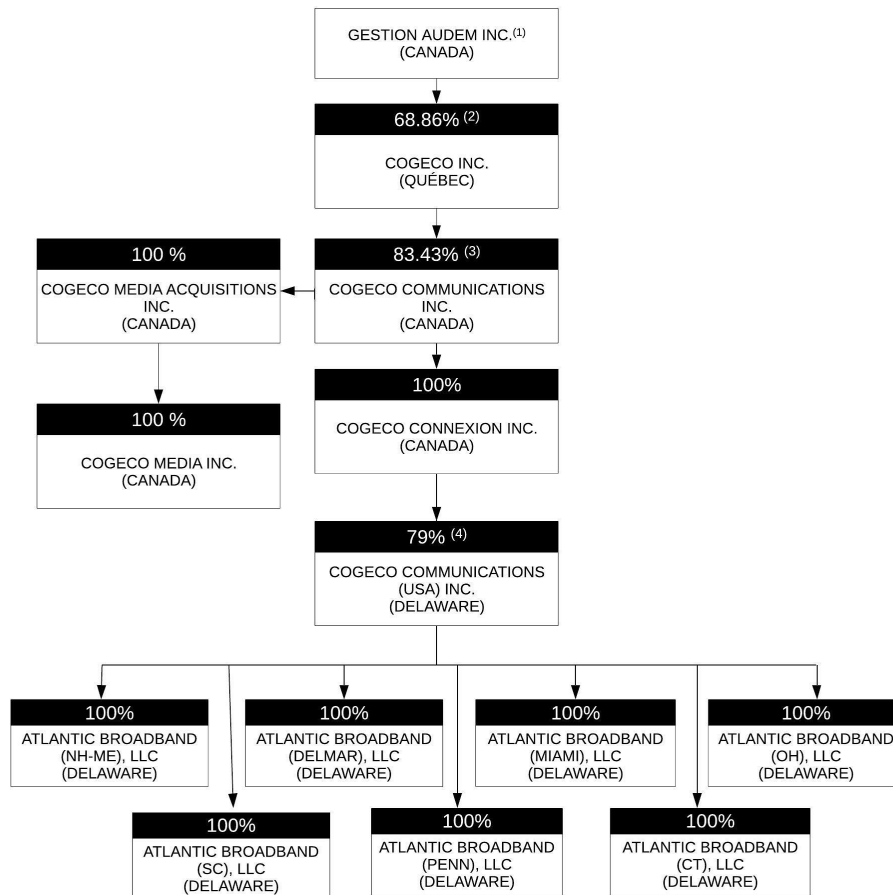 GESTION AUDEM INC.(1)
(CANADA)
68.86% (2)
COGECO INC.
(QUÉBEC)
100 %
COGECO MEDIA ACQUISITIONS
INC.
(CANADA)
83.43% (3)
COGECO COMMUNICATIONS
INC.
(CANADA)
100 %
COGECO MEDIA INC.
(CANADA)
100%
COGECO CONNEXION INC.
(CANADA)
79% (4)
COGECO COMMUNICATIONS
(USA) INC.
(DELAWARE)
100%
ATLANTIC BROADBAND
(NH-ME), LLC
(DELAWARE)
100%
ATLANTIC BROADBAND
(DELMAR), LLC
(DELAWARE)
100%
ATLANTIC BROADBAND
(MIAMI), LLC
(DELAWARE)
100%
ATLANTIC BROADBAND
(OH), LLC
(DELAWARE)
100%
ATLANTIC BROADBAND
(SC), LLC
(DELAWARE)
100%
ATLANTIC BROADBAND
(PENN), LLC
(DELAWARE)
100%
ATLANTIC BROADBAND
(CT), LLC
(DELAWARE)